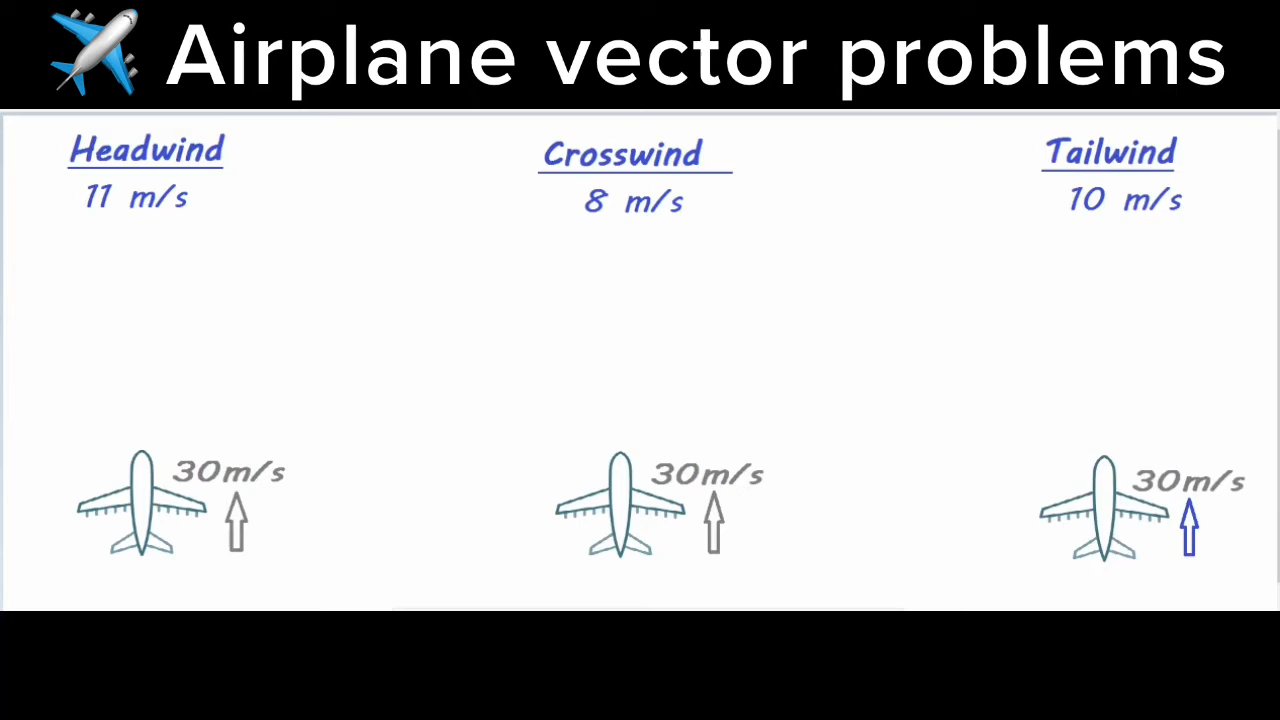 ✈️ Airplane vector problems
Headwind
11 m/s
Crosswind
8 m/s
Tailwind
10 m/s
30m/s
30m/s
30m/s